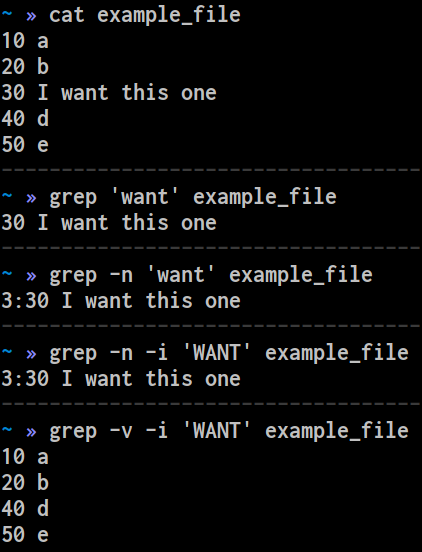 ~ » cat example_file
10 a
20 b
30 I want this one
40 d
50 e
~ » grep 'want' example_file
30 I want this one
~ » grep -n 'want' example_file
3:30 I want this one
~ » grep -n -i 'WANT' example_file
3:30 I want this one
~ » grep -v -i 'WANT' example_file
10 a
20 b
40 d
50 e